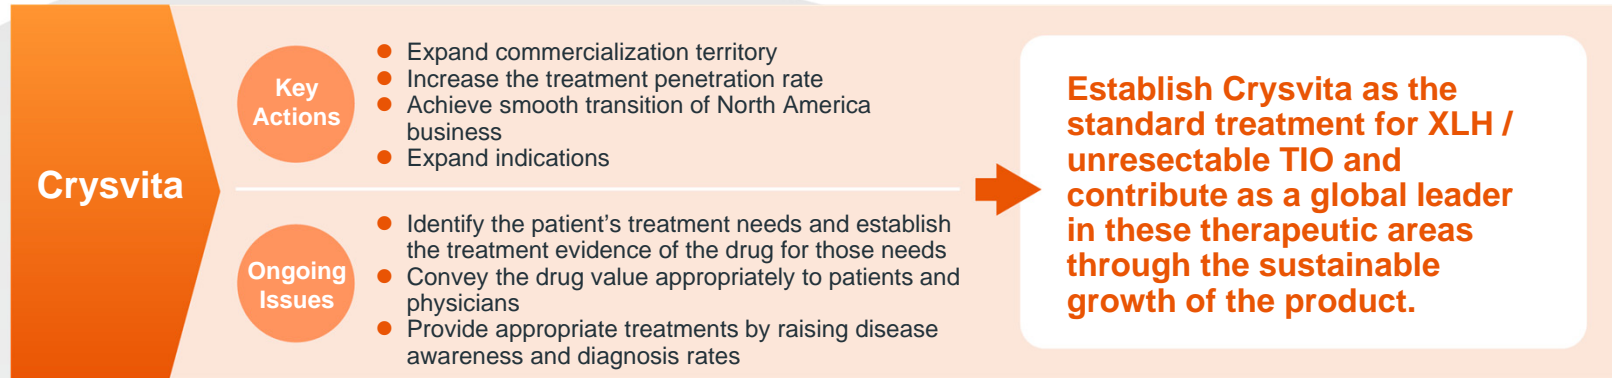 Crysvita
Key
Actions
● Expand commercialization territory
● Increase the treatment penetration rate
● Achieve smooth transition of North America
business
● Expand indications
Ongoing
Issues
● Identify the patient’s treatment needs and establish
the treatment evidence of the drug for those needs
● Convey the drug value appropriately to patients and
physicians
● Provide appropriate treatments by raising disease
awareness and diagnosis rates
Establish Crysvita as the
standard treatment for XLH /
unresectable TIO and
contribute as a global leader
in these therapeutic areas
through the sustainable
growth of the product.